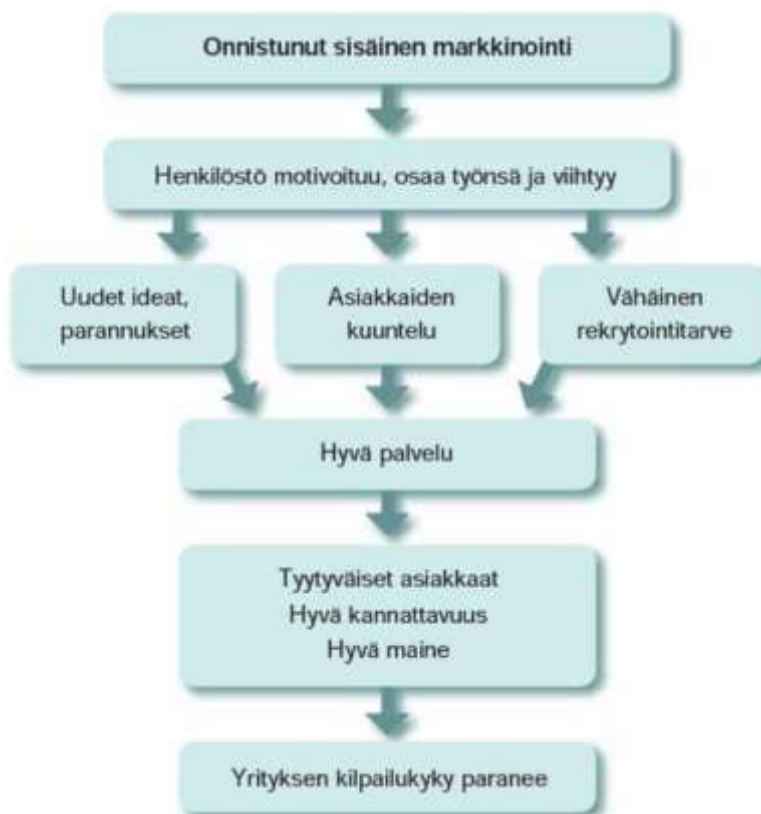 Onnistunut sisäinen markkinointi
Henkilöstö motivoituu, osaa työnsä ja viihtyy
Uudet ideat,
parannukset
Asiakkaiden
kuuntelu
Vähäinen
rekrytointitarve
Hyvä palvelu
Tyytyväiset asiakkaat
Hyvä kannattavuus
Hyvä maine
Yrityksen kilpailukyky paranee